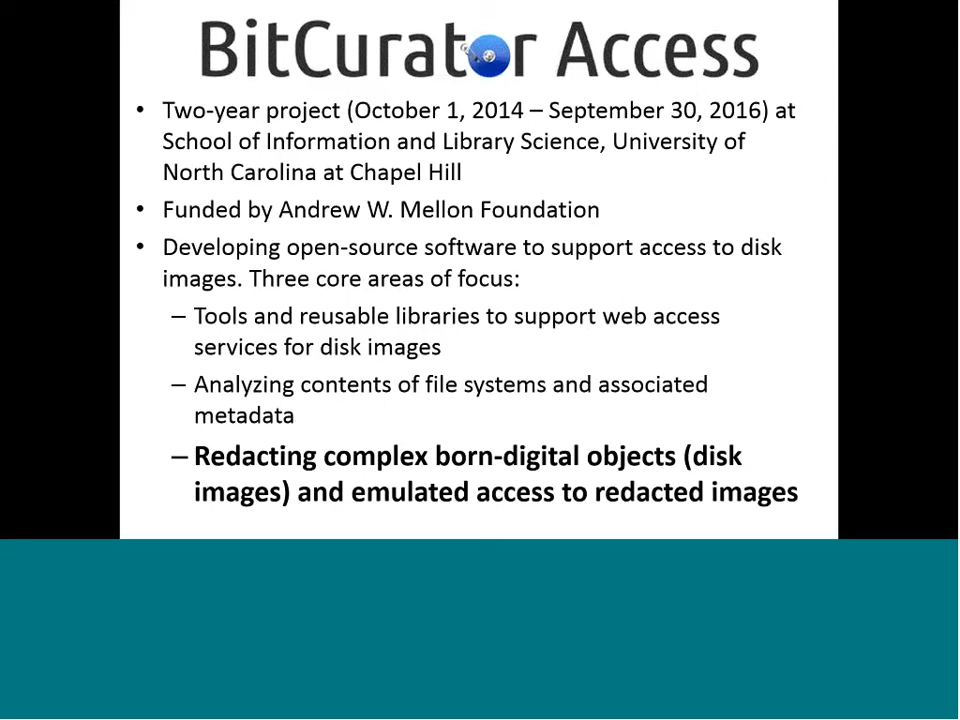 BitCurator Access
• Two-year project (October 1, 2014 – September 30, 2016) at
School of Information and Library Science, University of
North Carolina at Chapel Hill
• Funded by Andrew W. Mellon Foundation
• Developing open-source software to support access to disk
images. Three core areas of focus:
– Tools and reusable libraries to support web access
services for disk images
– Analyzing contents of file systems and associated
metadata
– Redacting complex born-digital objects (disk
images) and emulated access to redacted images